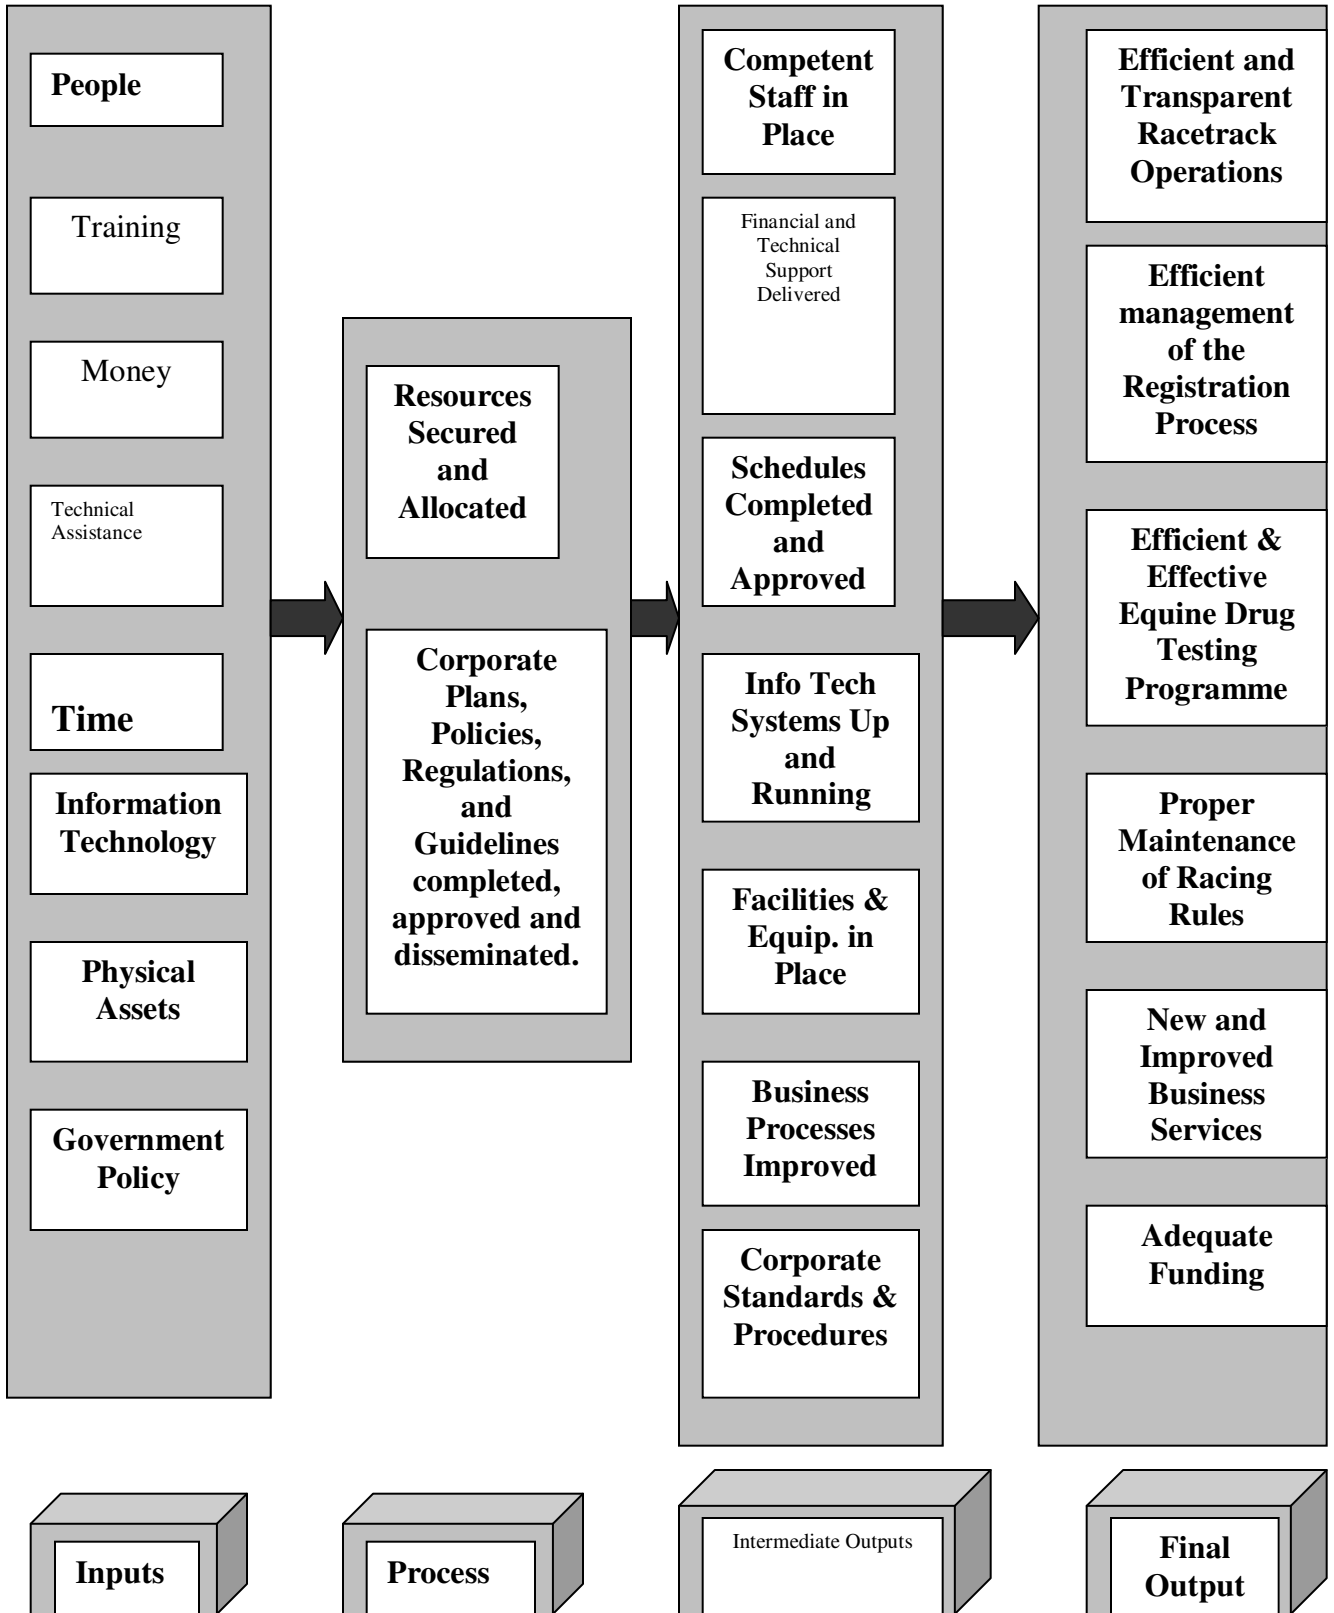 People
Training
Money
Technical
Assistance
Time
Information
Technology
Physical
Assets
Government
Policy
Resources
Secured
and
Allocated
Corporate
Plans,
Policies,
Regulations,
and
Guidelines
completed,
approved and
disseminated.
Competent
Staff in
Place
Financial and
Technical
Support
Delivered
Schedules
Completed
and
Approved
Info Tech
Systems Up
and
Running
Facilities &
Equip. in
Place
Business
Processes
Improved
Corporate
Standards &
Procedures
Efficient and
Transparent
Racetrack
Operations
Efficient
management
of the
Registration
Process
Efficient &
Effective
Equine Drug
Testing
Programme
Proper
Maintenance
of Racing
Rules
New and
Improved
Business
Services
Adequate
Funding
Inputs
Process
Intermediate Outputs
Final
Output